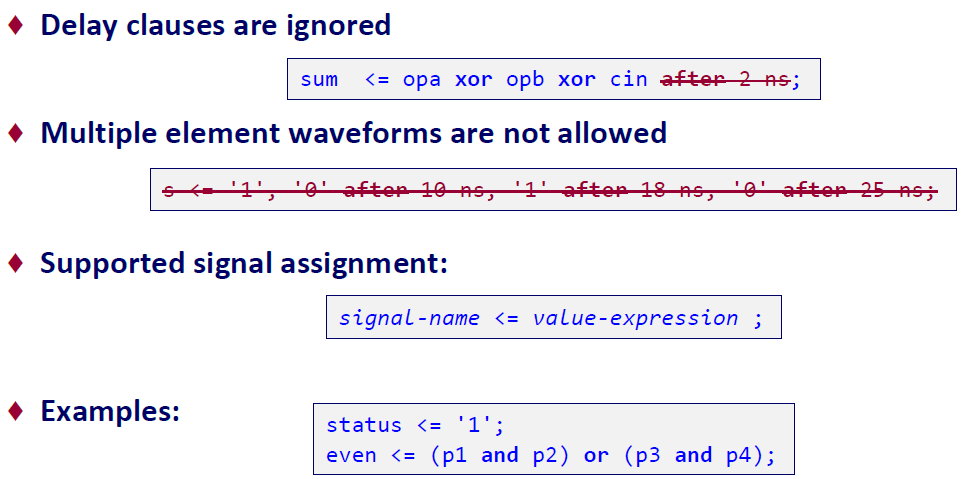 ♦ Delay clauses are ignored
sum <= opa xor opb xor cin after 2 ns;
♦ Multiple element waveforms are not allowed
s <= '1', '0' after 10 ns, '1' after 18 ns, '0' after 25 ns;
♦ Supported signal assignment:
signal-name <= value-expression ;
♦ Examples:
status <= '1';
even <= (p1 and p2) or (p3 and p4);